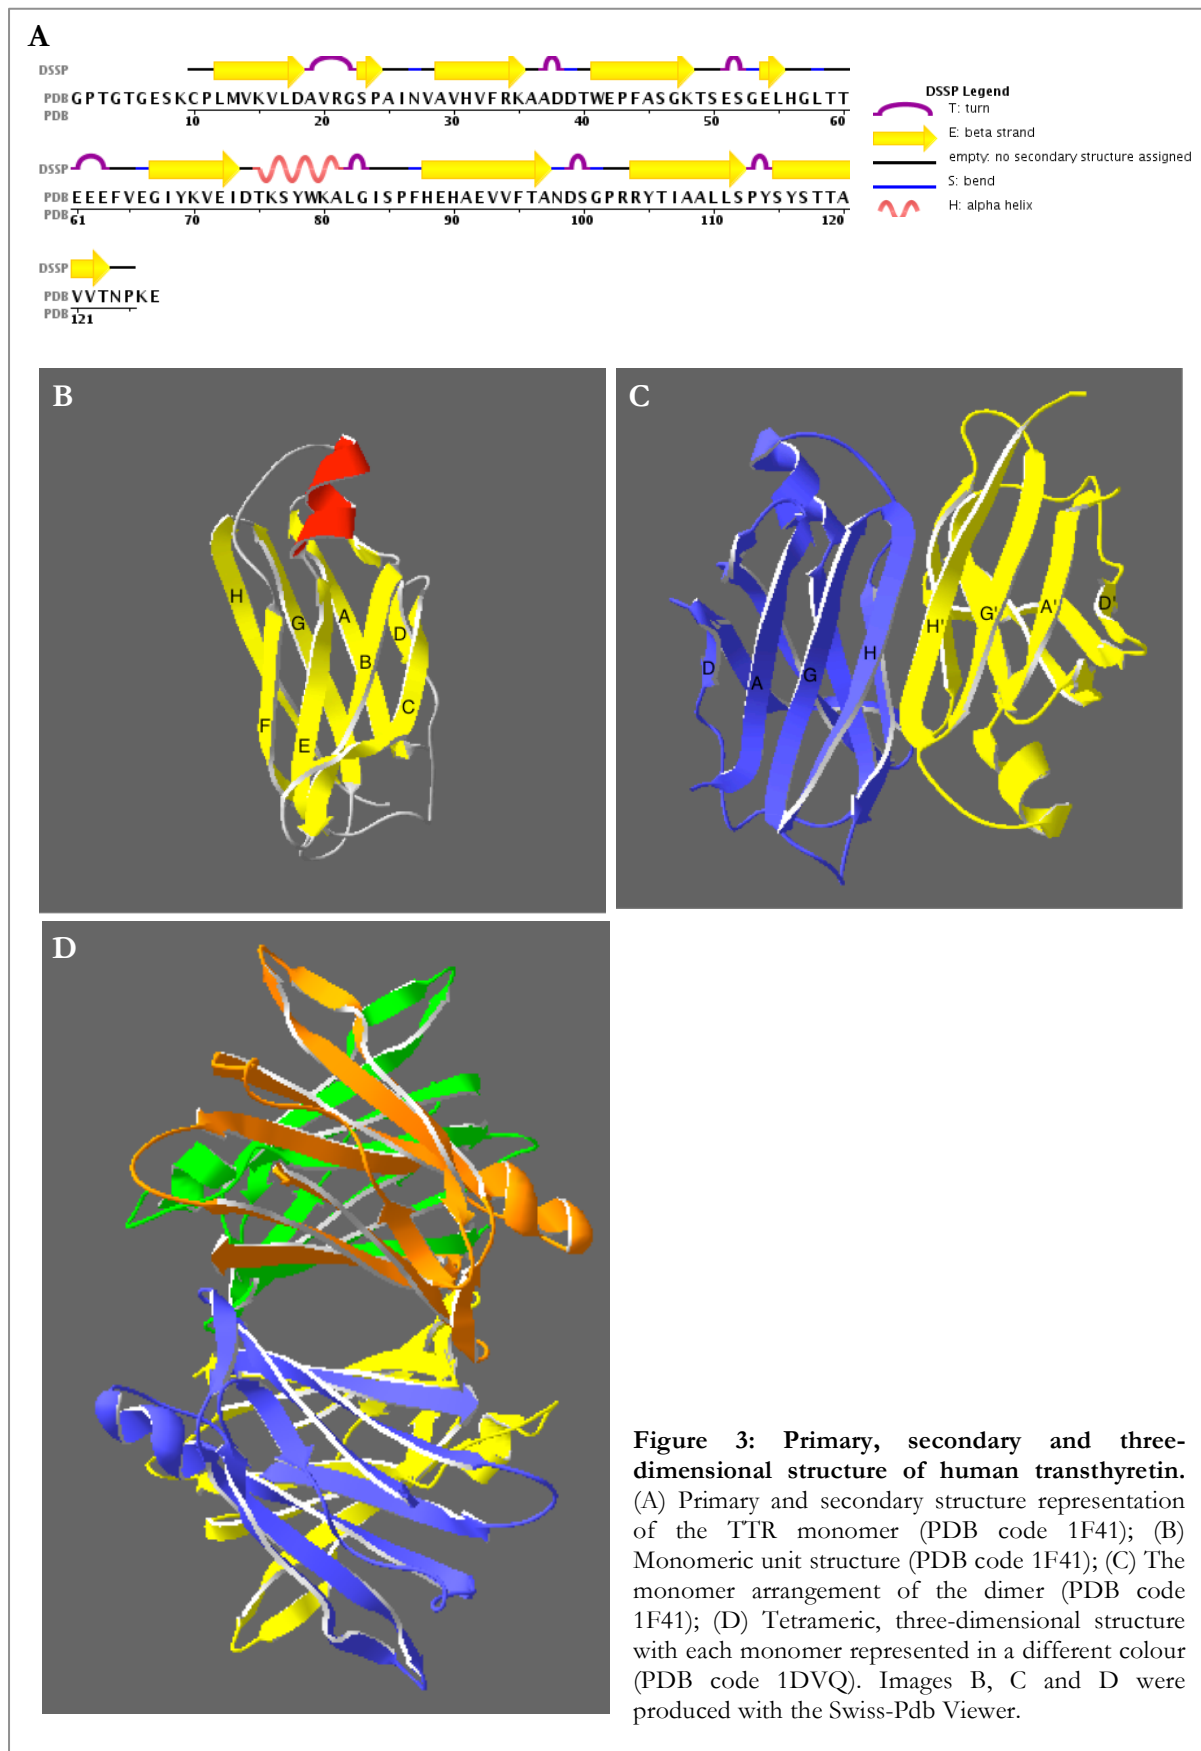 A
DSSP
PDB GPTGTGESKCPLMVKVLDAVRGSPAINVAVHVFRKAADDTWEPFASGKTSESGELHGLTT
PDB 10 20 30 40 50 60
DSSP
PDB EEEFVEGIYKVEIDTKSYWKALGISPFHEHAEVVFTANDSGPRRYTIAALLSPYSYSTTA
PDB 61 80 90 100 110 120
DSSP
PDB VVTNPKE
PDB 121
DSSP Legend
T: turn
E: beta strand
empty: no secondary structure assigned
S: bend
H: alpha helix
B
H
G
A
D
B
F
E
C
C
D
A
G
H
H'
G'
A'
D'
D
Figure 3: Primary, secondary and three-
dimensional structure of human transthyretin.
(A) Primary and secondary structure representation
of the TTR monomer (PDB code 1F41); (B)
Monomeric unit structure (PDB code 1F41); (C) The
monomer arrangement of the dimer (PDB code
1F41); (D) Tetrameric, three-dimensional structure
with each monomer represented in a different colour
(PDB code 1DVQ). Images B, C and D were
produced with the Swiss-Pdb Viewer.